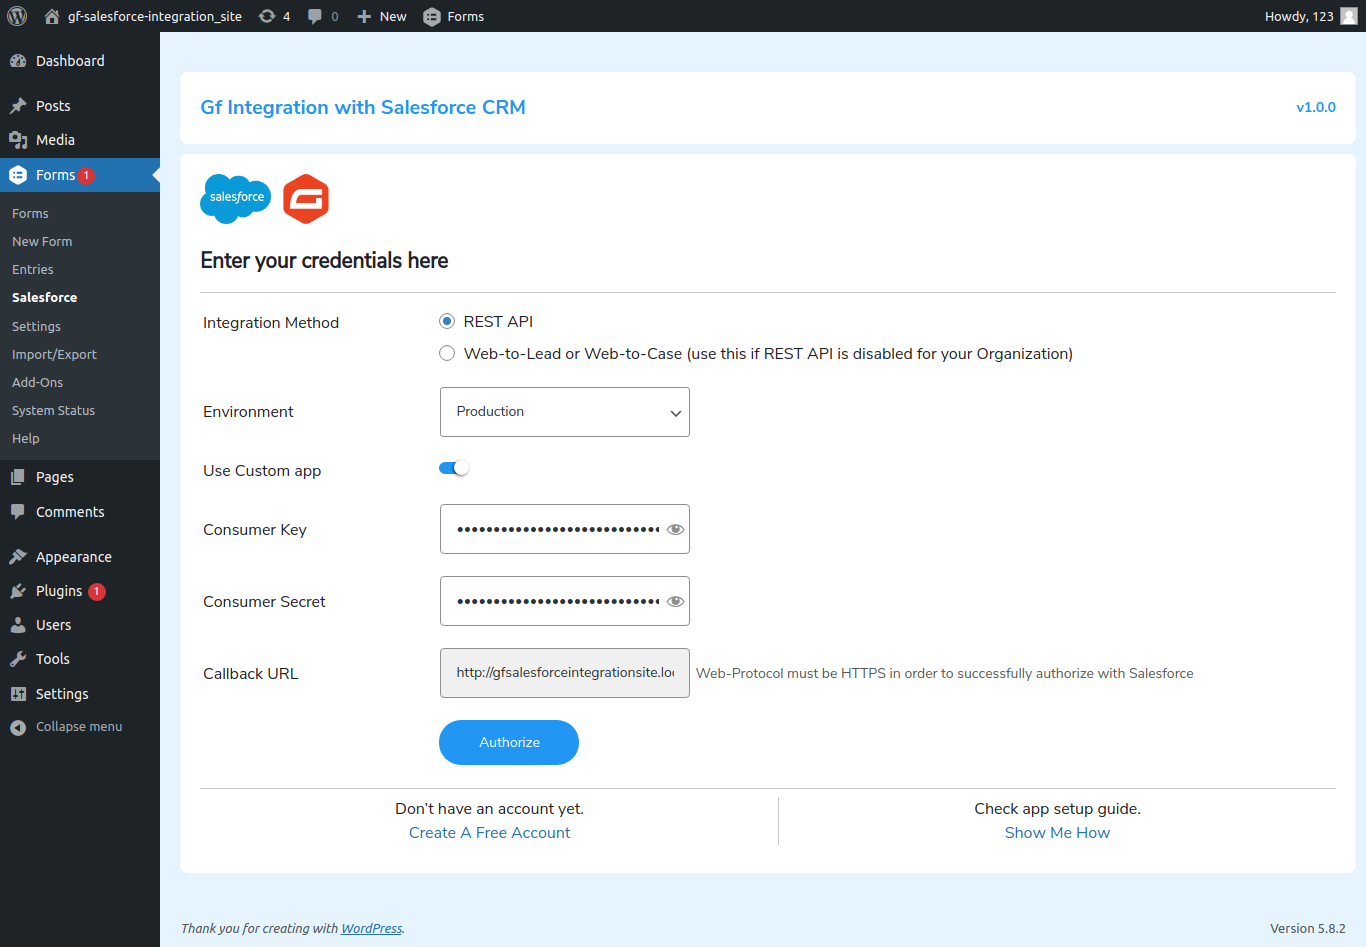 gf-salesforce-integration_site 4 0 New Forms Howdy, 123
Dashboard
Posts
Media
Forms 1
Forms
New Form
Entries
Salesforce
Settings
Import/Export
Add-Ons
System Status
Help
Pages
Comments
Appearance
Plugins 1
Users
Tools
Settings
Collapse menu
Gf Integration with Salesforce CRM v1.0.0
salesforce
Enter your credentials here
Integration Method REST API
Web-to-Lead or Web-to-Case (use this if REST API is disabled for your Organization)
Environment Production
Use Custom app
Consumer Key
Consumer Secret
Callback URL http://gfsalesforceintegrationsite.loc Web-Protocol must be HTTPS in order to successfully authorize with Salesforce
Authorize
Don't have an account yet.
Create A Free Account
Check app setup guide.
Show Me How
Thank you for creating with WordPress. Version 5.8.2